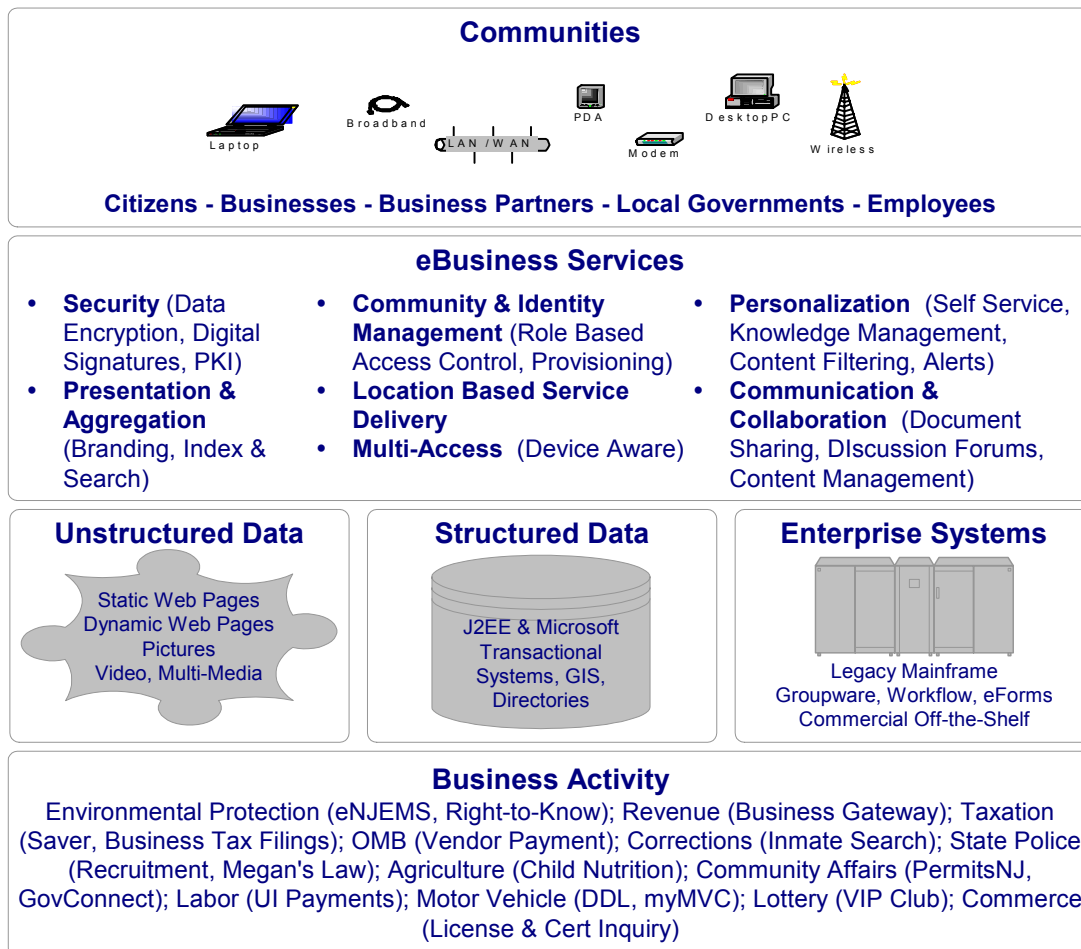 Communities
Laptop
Broadband
LAN /WAN
PDA
Modem
DesktopPC
Wireless
Citizens - Businesses - Business Partners - Local Governments - Employees
eBusiness Services
• Security (Data
Encryption, Digital
Signatures, PKI)
• Presentation &
Aggregation
(Branding, Index &
Search)
• Community & Identity
Management (Role Based
Access Control, Provisioning)
• Location Based Service
Delivery
• Multi-Access (Device Aware)
• Personalization (Self Service,
Knowledge Management,
Content Filtering, Alerts)
• Communication &
Collaboration (Document
Sharing, DIscussion Forums,
Content Management)
Unstructured Data
Static Web Pages
Dynamic Web Pages
Pictures
Video, Multi-Media
Structured Data
J2EE & Microsoft
Transactional
Systems, GIS,
Directories
Enterprise Systems
Legacy Mainframe
Groupware, Workflow, eForms
Commercial Off-the-Shelf
Business Activity
Environmental Protection (eNJEMS, Right-to-Know); Revenue (Business Gateway); Taxation
(Saver, Business Tax Filings); OMB (Vendor Payment); Corrections (Inmate Search); State Police
(Recruitment, Megan's Law); Agriculture (Child Nutrition); Community Affairs (PermitsNJ,
GovConnect); Labor (UI Payments); Motor Vehicle (DDL, myMVC); Lottery (VIP Club); Commerce
(License & Cert Inquiry)